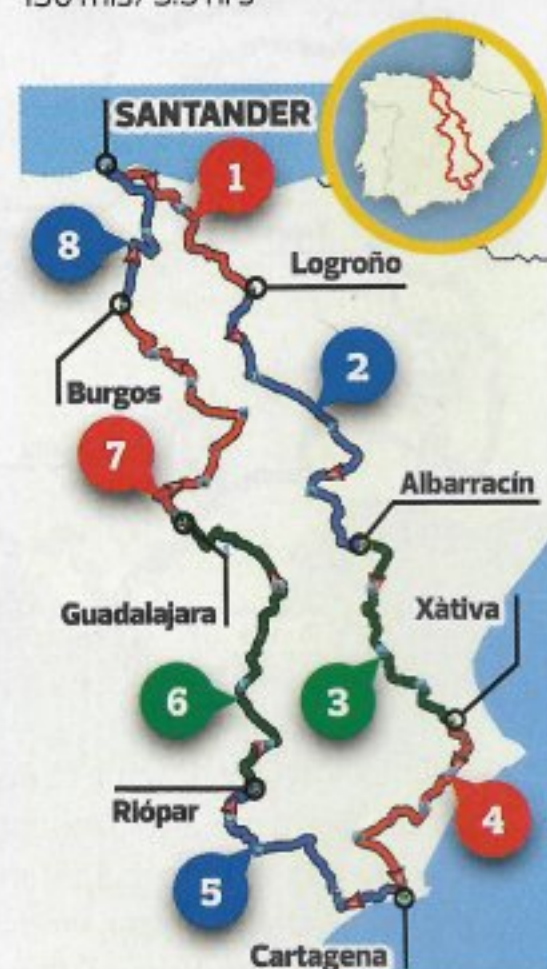 SANTANDER
1
8
Logroño
2
Burgos
7
Albarracín
Guadalajara
Xàtiva
6
3
Riópar
4
5
Cartagena